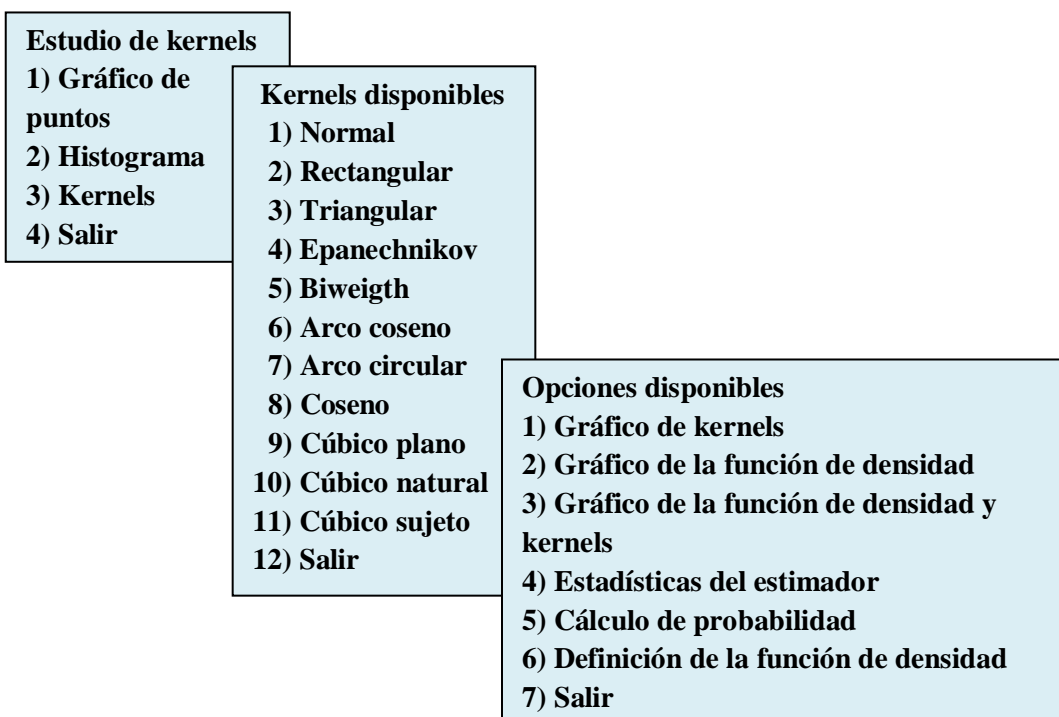 Estudio de kernels
1) Gráfico de
puntos
2) Histograma
3) Kernels
4) Salir
Kernels disponibles
1) Normal
2) Rectangular
3) Triangular
4) Epanechnikov
5) Biweigth
6) Arco coseno
7) Arco circular
8) Coseno
9) Cúbico plano
10) Cúbico natural
11) Cúbico sujeto
12) Salir
Opciones disponibles
1) Gráfico de kernels
2) Gráfico de la función de densidad
3) Gráfico de la función de densidad y
kernels
4) Estadísticas del estimador
5) Cálculo de probabilidad
6) Definición de la función de densidad
7) Salir